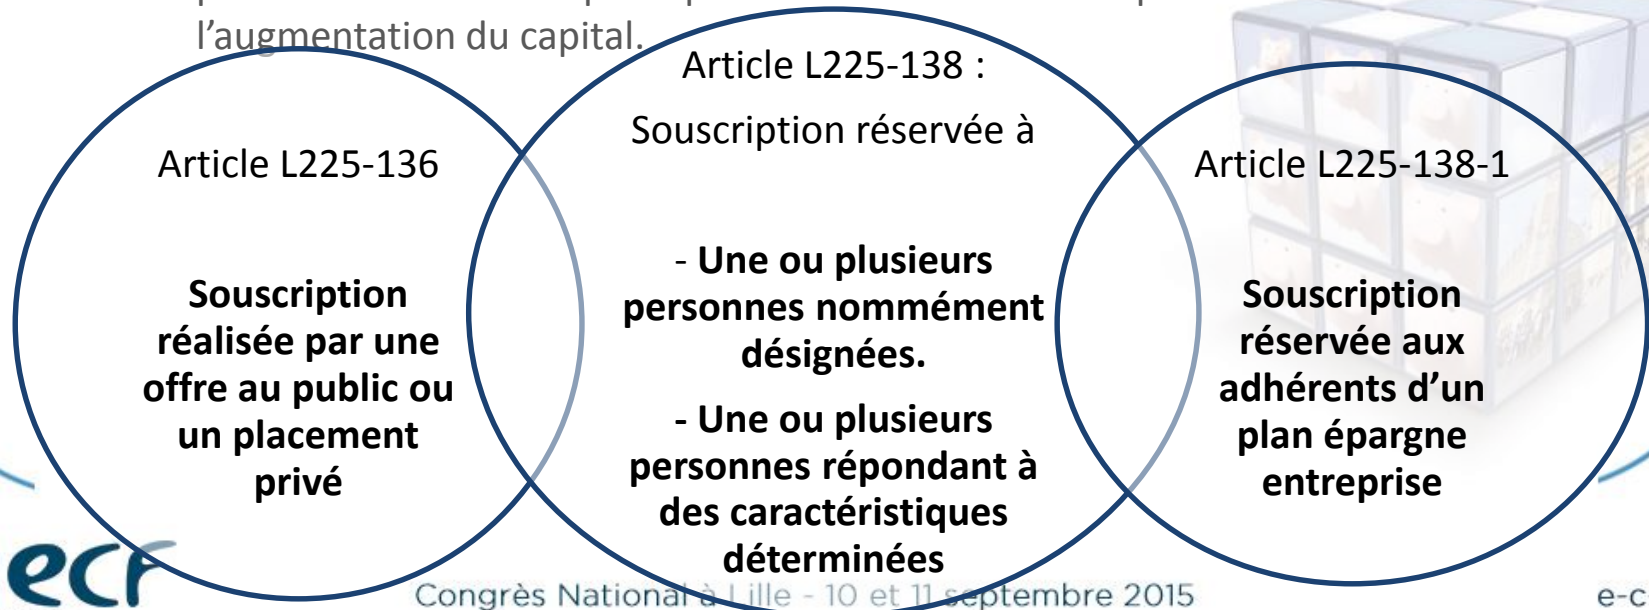 l’augmentation du capital.
Article L225-136
Souscription
réalisée par une
offre au public ou
un placement
privé
Article L225-138 :
Souscription réservée à
- Une ou plusieurs
personnes nommément
désignées.
- Une ou plusieurs
personnes répondant à
des caractéristiques
déterminées
Article L225-138-1
Souscription
réservée aux
adhérents d’un
plan épargne
entreprise
ecf
Congrès National à Lille - 10 et 11 septembre 2015
e-c